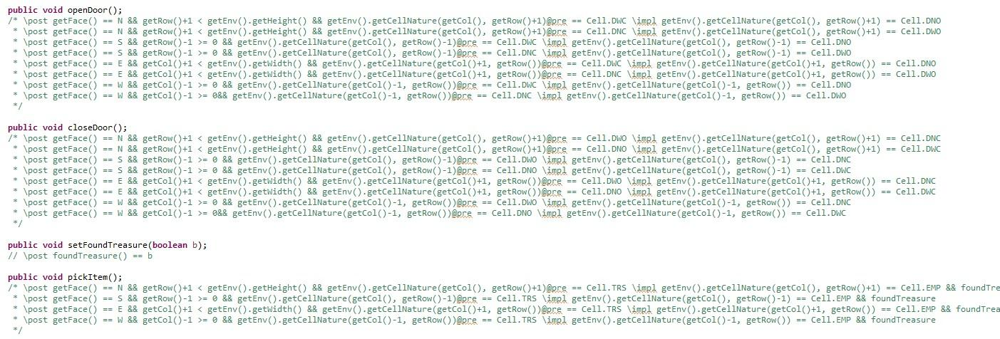 public void openDoor();
/* \post getFace() == N && getRow()+1 < getEnv().getHeight() && getEnv().getCellNature(getCol(), getRow()+1)@pre == Cell.DWC \impl getEnv().getCellNature(getCol(), getRow()+1) == Cell.DNO
* \post getFace() == N && getRow()+1 < getEnv().getHeight() && getEnv().getCellNature(getCol(), getRow()+1)@pre == Cell.DNC \impl getEnv().getCellNature(getCol(), getRow()+1) == Cell.DWO
* \post getFace() == S && getRow()-1 >= 0 && getEnv().getCellNature(getCol(), getRow()-1)@pre == Cell.DWC \impl getEnv().getCellNature(getCol(), getRow()-1) == Cell.DNO
* \post getFace() == S && getRow()-1 >= 0 && getEnv().getCellNature(getCol(), getRow()-1)@pre == Cell.DNC \impl getEnv().getCellNature(getCol(), getRow()-1) == Cell.DWO
* \post getFace() == E && getCol()+1 < getEnv().getWidth() && getEnv().getCellNature(getCol()+1, getRow())@pre == Cell.DWC \impl getEnv().getCellNature(getCol()+1, getRow()) == Cell.DNO
* \post getFace() == E && getCol()+1 < getEnv().getWidth() && getEnv().getCellNature(getCol()+1, getRow())@pre == Cell.DNC \impl getEnv().getCellNature(getCol()+1, getRow()) == Cell.DWO
* \post getFace() == W && getCol()-1 >= 0 && getEnv().getCellNature(getCol()-1, getRow())@pre == Cell.DWC \impl getEnv().getCellNature(getCol()-1, getRow()) == Cell.DNO
* \post getFace() == W && getCol()-1 >= 0&& getEnv().getCellNature(getCol()-1, getRow())@pre == Cell.DNC \impl getEnv().getCellNature(getCol()-1, getRow()) == Cell.DWO
*/
public void closeDoor();
/* \post getFace() == N && getRow()+1 < getEnv().getHeight() && getEnv().getCellNature(getCol(), getRow()+1)@pre == Cell.DWO \impl getEnv().getCellNature(getCol(), getRow()+1) == Cell.DNC
* \post getFace() == N && getRow()+1 < getEnv().getHeight() && getEnv().getCellNature(getCol(), getRow()+1)@pre == Cell.DNO \impl getEnv().getCellNature(getCol(), getRow()+1) == Cell.DWC
* \post getFace() == S && getRow()-1 >= 0 && getEnv().getCellNature(getCol(), getRow()-1)@pre == Cell.DWO \impl getEnv().getCellNature(getCol(), getRow()-1) == Cell.DNC
* \post getFace() == S && getRow()-1 >= 0 && getEnv().getCellNature(getCol(), getRow()-1)@pre == Cell.DNO \impl getEnv().getCellNature(getCol(), getRow()-1) == Cell.DWC
* \post getFace() == E && getCol()+1 < getEnv().getWidth() && getEnv().getCellNature(getCol()+1, getRow())@pre == Cell.DWO \impl getEnv().getCellNature(getCol()+1, getRow()) == Cell.DNC
* \post getFace() == E && getCol()+1 < getEnv().getWidth() && getEnv().getCellNature(getCol()+1, getRow())@pre == Cell.DNO \impl getEnv().getCellNature(getCol()+1, getRow()) == Cell.DWC
* \post getFace() == W && getCol()-1 >= 0 && getEnv().getCellNature(getCol()-1, getRow())@pre == Cell.DWO \impl getEnv().getCellNature(getCol()-1, getRow()) == Cell.DNC
* \post getFace() == W && getCol()-1 >= 0&& getEnv().getCellNature(getCol()-1, getRow())@pre == Cell.DNO \impl getEnv().getCellNature(getCol()-1, getRow()) == Cell.DWC
*/
public void setFoundTreasure(boolean b);
// \post foundTreasure() == b
public void pickItem();
/* \post getFace() == N && getRow()+1 < getEnv().getHeight() && getEnv().getCellNature(getCol(), getRow()+1)@pre == Cell.TRS \impl getEnv().getCellNature(getCol(), getRow()+1) == Cell.EMP && foundTre
* \post getFace() == S && getRow()-1 >= 0 && getEnv().getCellNature(getCol(), getRow()-1)@pre == Cell.TRS \impl getEnv().getCellNature(getCol(), getRow()-1) == Cell.EMP && foundTreasure
* \post getFace() == E && getCol()+1 < getEnv().getWidth() && getEnv().getCellNature(getCol()+1, getRow())@pre == Cell.TRS \impl getEnv().getCellNature(getCol()+1, getRow()) == Cell.EMP && foundTrea
* \post getFace() == W && getCol()-1 >= 0 && getEnv().getCellNature(getCol()-1, getRow())@pre == Cell.TRS \impl getEnv().getCellNature(getCol()-1, getRow()) == Cell.EMP && foundTreasure
*/